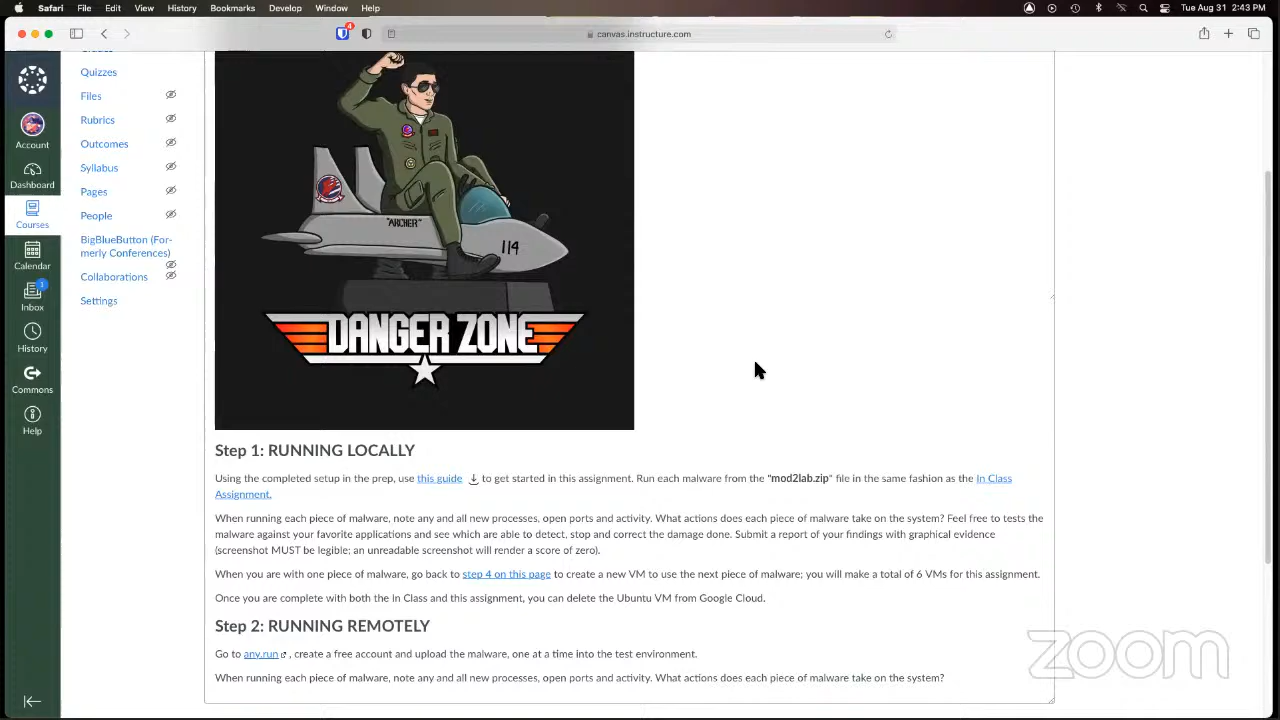 Safari File Edit View History Bookmarks Develop Window Help Tue Aug 31 2:43 PM
4
canvas.instructure.com
Account
Dashboard
Courses
Calendar
1
Inbox
History
Commons
Help
Quizzes
Files
Rubrics
Outcomes
Syllabus
Pages
People
BigBlueButton (For-
merly Conferences)
Collaborations
Settings
"ARCHER"
114
DANGER ZONE
Step 1: RUNNING LOCALLY
Using the completed setup in the prep, use this guide to get started in this assignment. Run each malware from the "mod2lab.zip" file in the same fashion as the In Class
Assignment.
When running each piece of malware, note any and all new processes, open ports and activity. What actions does each piece of malware take on the system? Feel free to tests the
malware against your favorite applications and see which are able to detect, stop and correct the damage done. Submit a report of your findings with graphical evidence
(screenshot MUST be legible; an unreadable screenshot will render a score of zero).
When you are with one piece of malware, go back to step 4 on this page to create a new VM to use the next piece of malware; you will make a total of 6 VMs for this assignment.
Once you are complete with both the In Class and this assignment, you can delete the Ubuntu VM from Google Cloud.
Step 2: RUNNING REMOTELY
Go to any.run , create a free account and upload the malware, one at a time into the test environment.
When running each piece of malware, note any and all new processes, open ports and activity. What actions does each piece of malware take on the system?
zoom